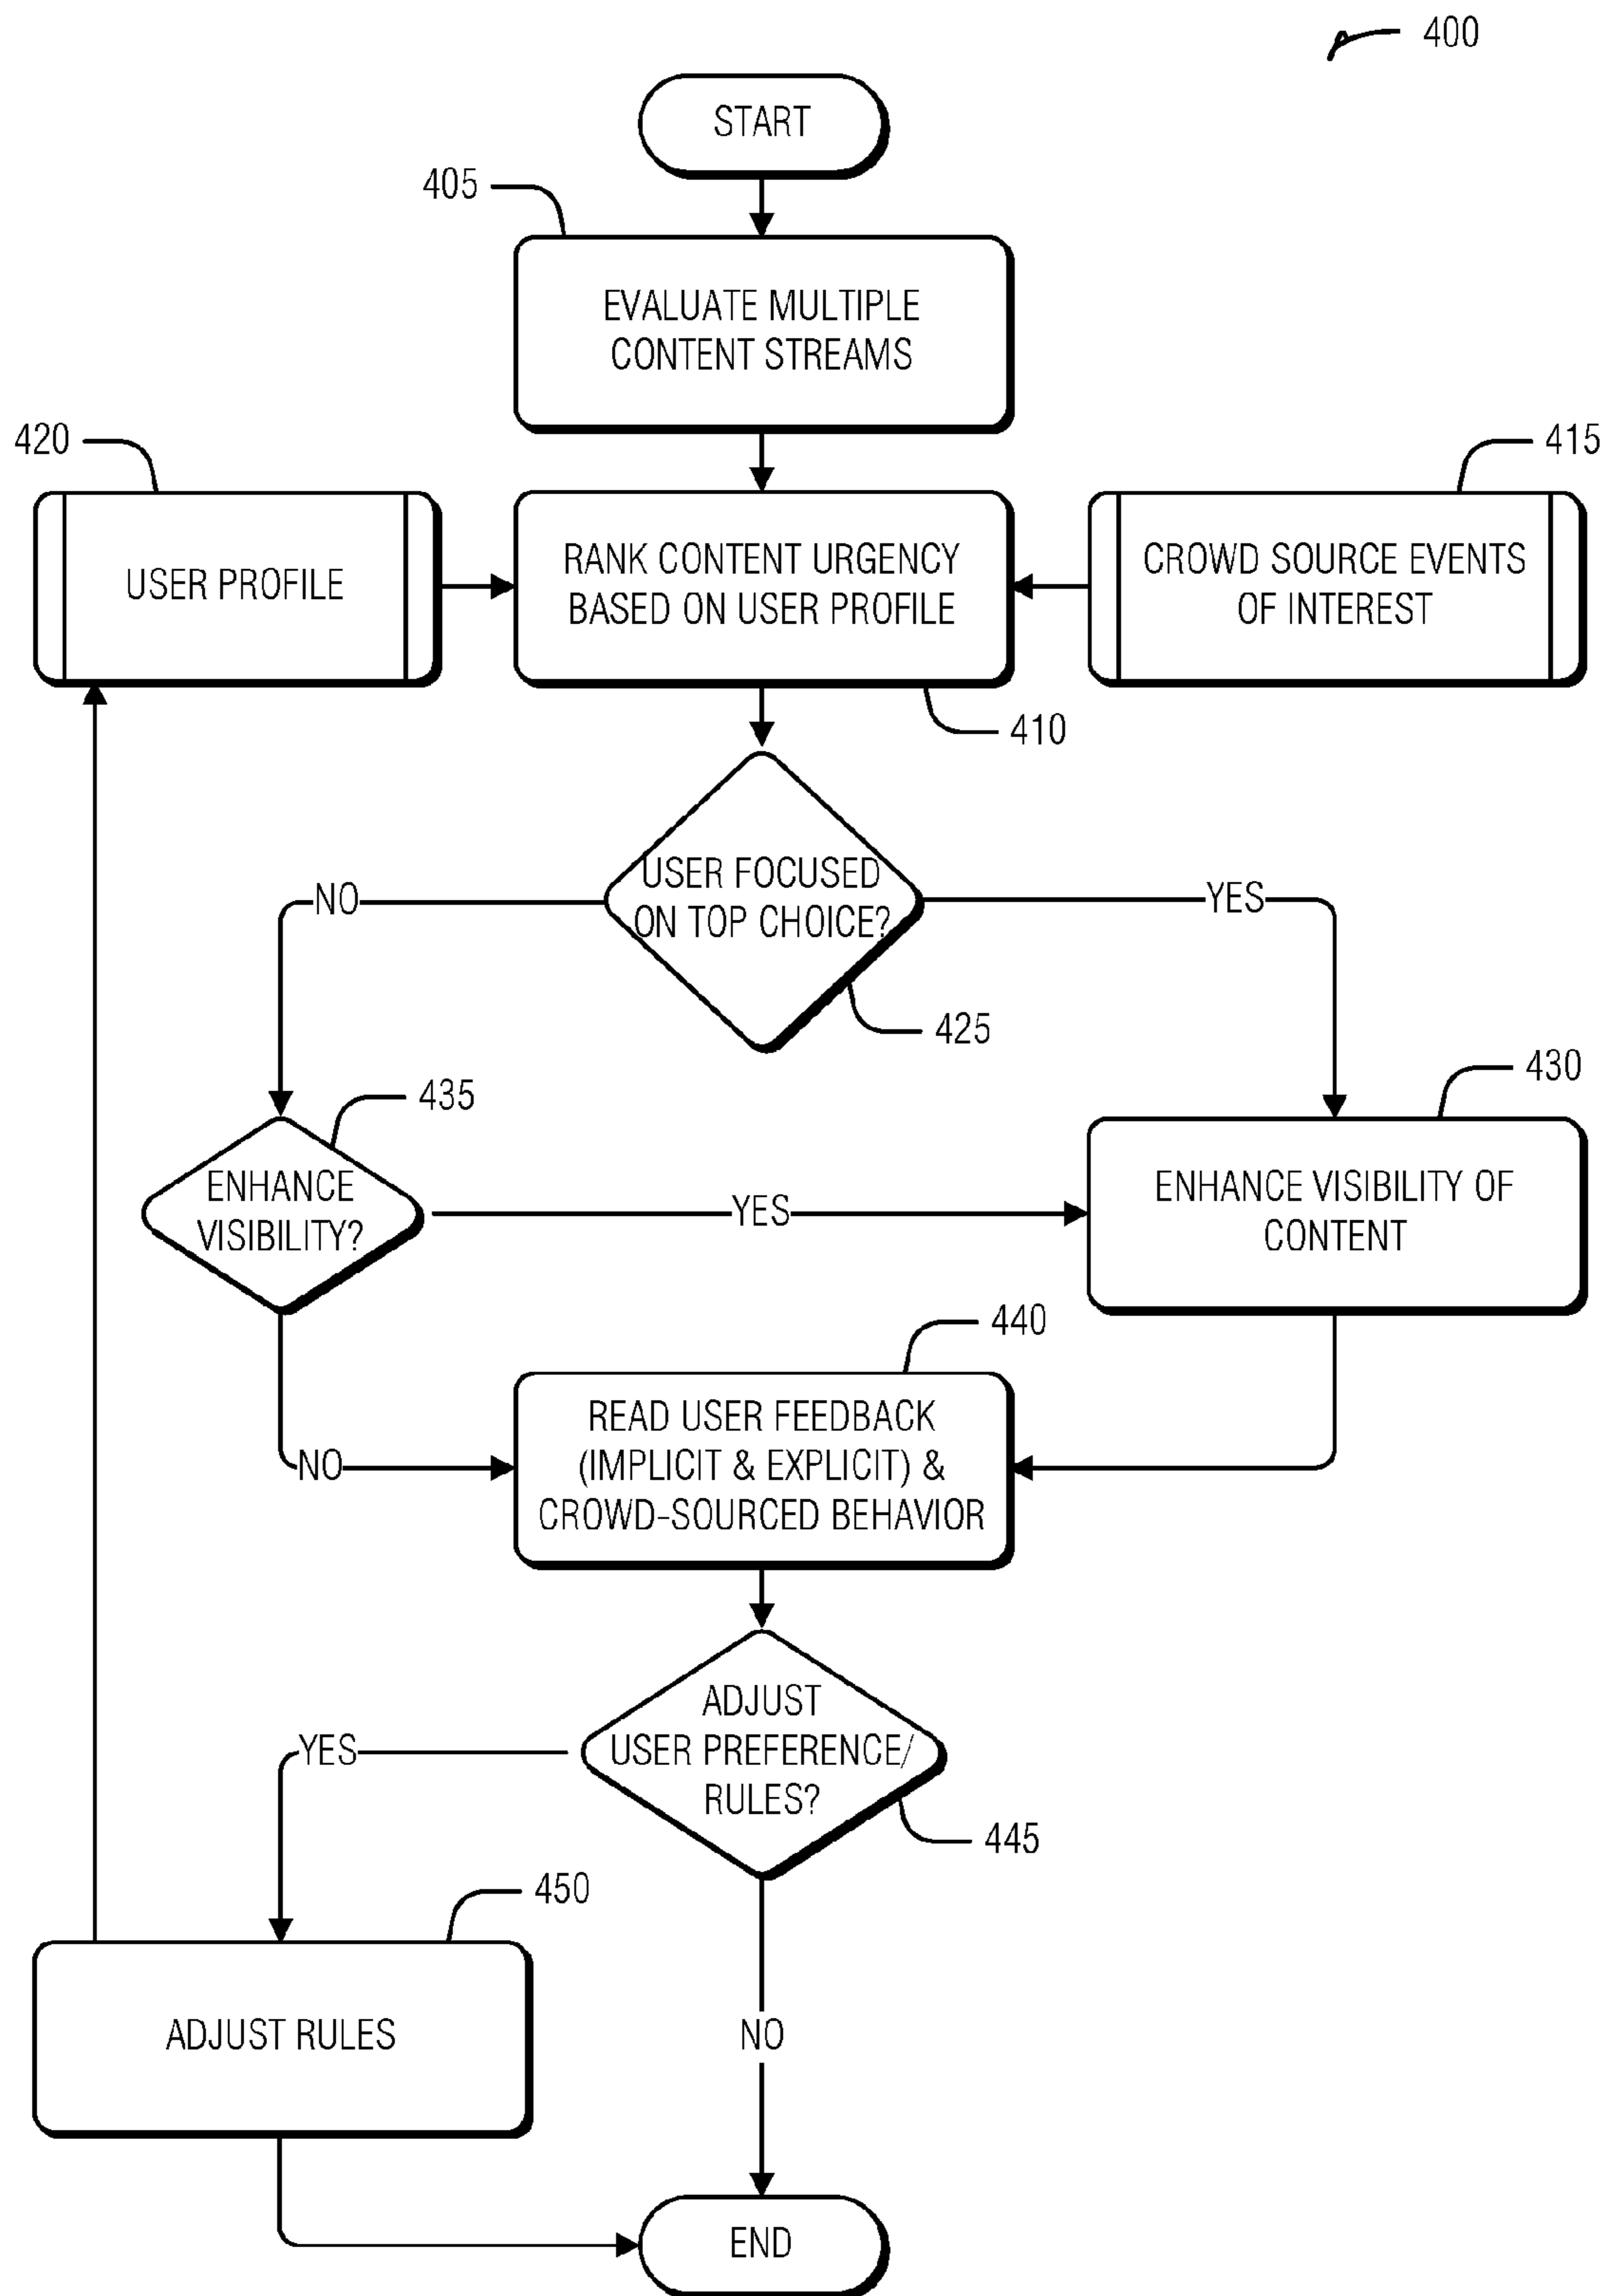 400
START
405
EVALUATE MULTIPLE
CONTENT STREAMS
420
415
USER PROFILE
RANK CONTENT URGENCY
BASED ON USER PROFILE
CROWD SOURCE EVENTS
OF INTEREST
410
USER FOCUSED
ON TOP CHOICE?
NO
YES
425
435
430
ENHANCE
VISIBILITY?
YES
ENHANCE VISIBILITY OF
CONTENT
440
READ USER FEEDBACK
(IMPLICIT & EXPLICIT) &
CROWD-SOURCED BEHAVIOR
NO
ADJUST
USER PREFERENCE/
RULES?
YES
445
450
ADJUST RULES
NO
END